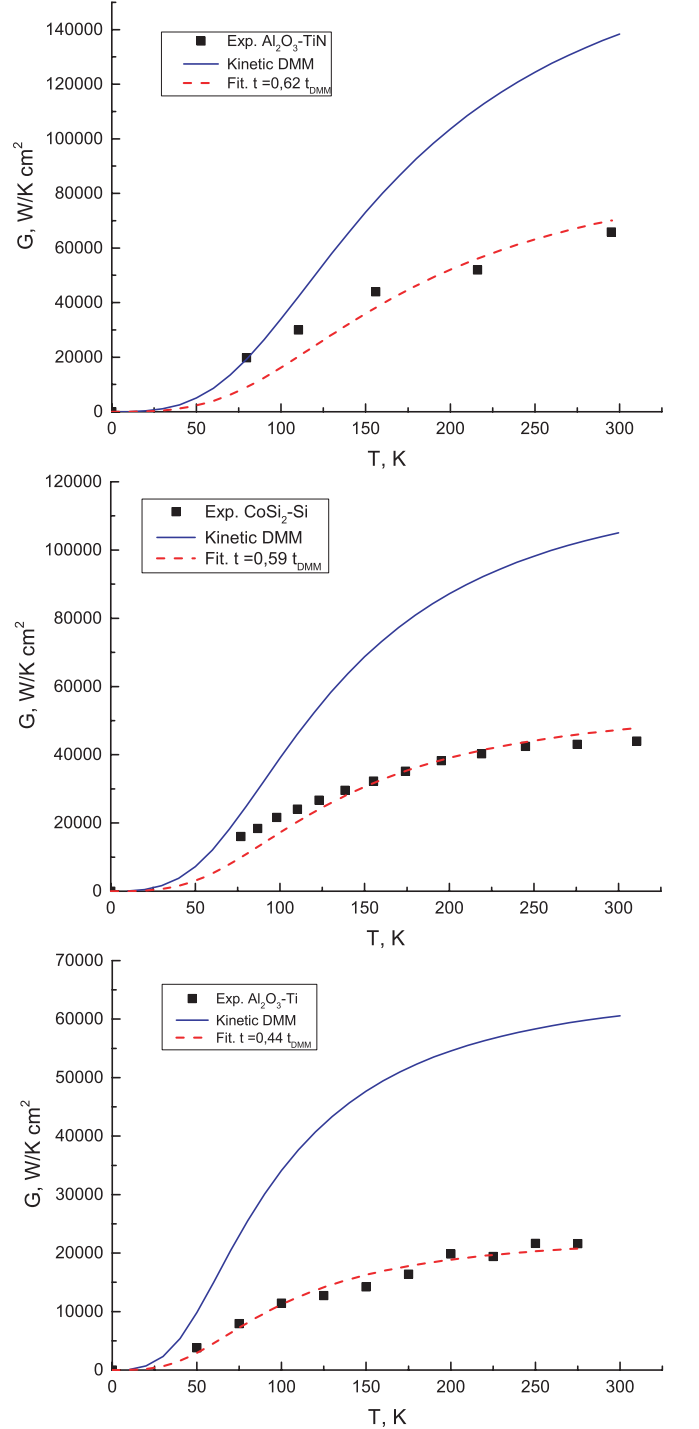 140000
120000
100000
80000
60000
40000
20000
0
G, W/K cm²
Exp. Al₂O₃-TiN
Kinetic DMM
Fit. t =0,62 t_DMM
0 50 100 150 200 250 300
T, K
120000
100000
80000
60000
40000
20000
0
G, W/K cm²
Exp. CoSi₂-Si
Kinetic DMM
Fit. t =0,59 t_DMM
0 50 100 150 200 250 300
T, K
70000
60000
50000
40000
30000
20000
10000
0
G, W/K cm²
Exp. Al₂O₃-Ti
Kinetic DMM
Fit. t =0,44 t_DMM
0 50 100 150 200 250 300
T, K